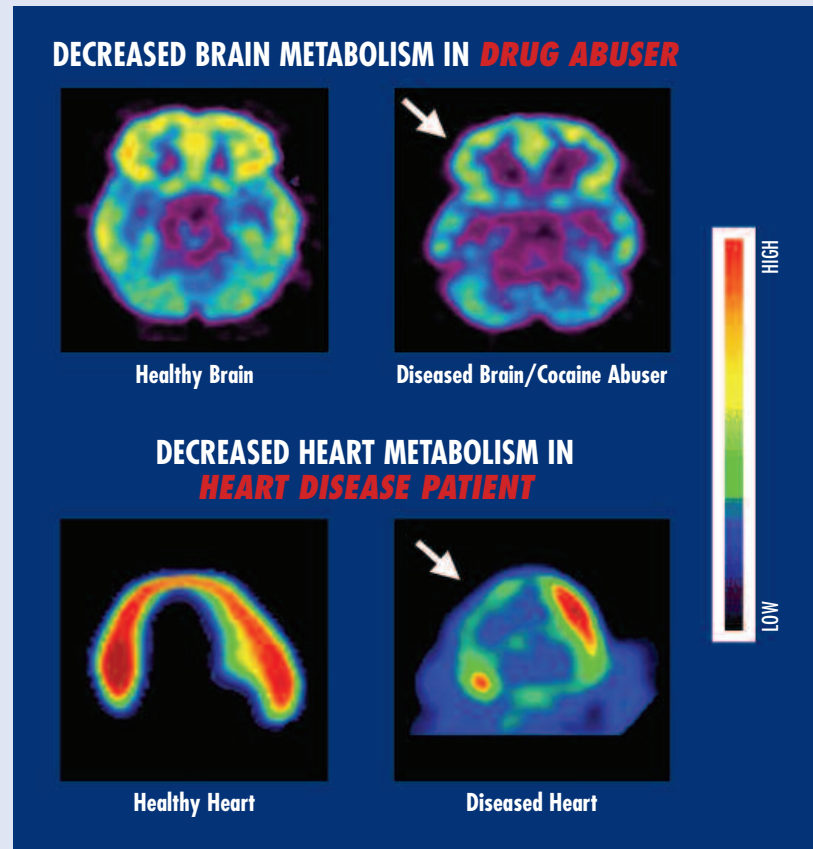 DECREASED BRAIN METABOLISM IN DRUG ABUSER
Healthy Brain
Diseased Brain/Cocaine Abuser
HIGH
LOW
DECREASED HEART METABOLISM IN
HEART DISEASE PATIENT
Healthy Heart
Diseased Heart